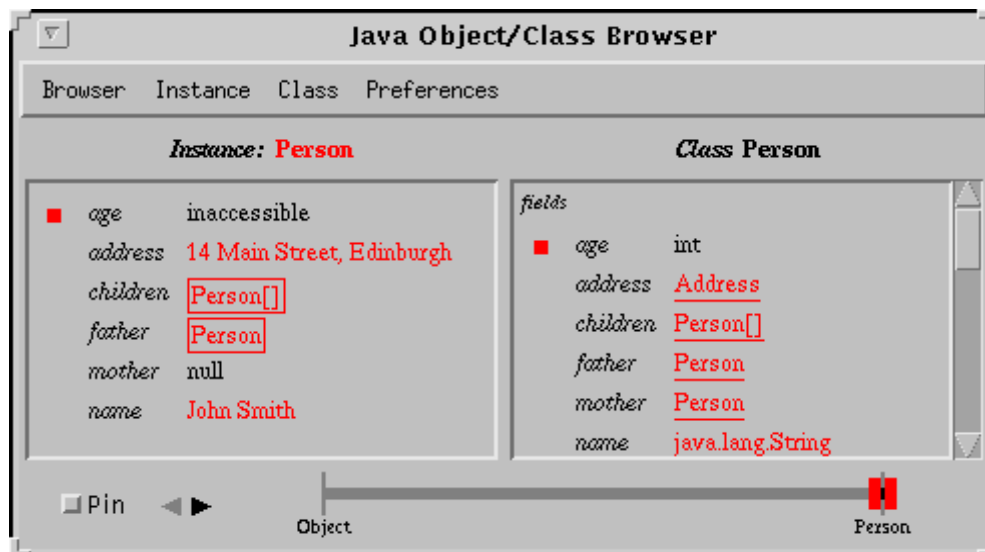 Java Object/Class Browser
Browser Instance Class Preferences
Instance: Person
age inaccessible
address 14 Main Street, Edinburgh
children Person[]
father Person
mother null
name John Smith
Class Person
fields
age int
address Address
children Person[]
father Person
mother Person
name java.lang.String
Pin
Object
Person